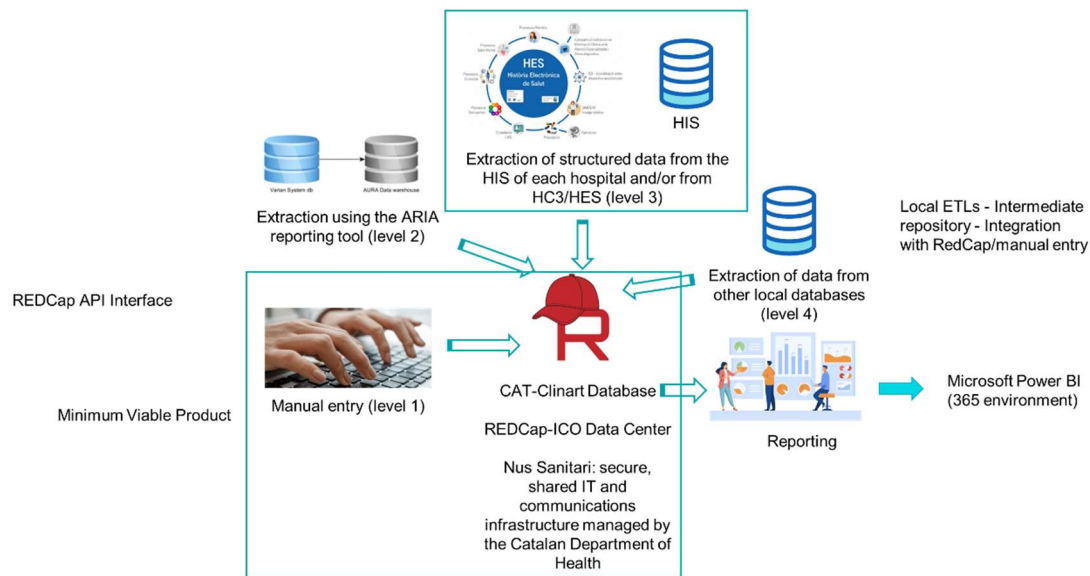 HES
Història Electrònica
de Salut
HIS
Extraction of structured data from the
HIS of each hospital and/or from
HC3/HES (level 3)
Varian System db
AURA Data warehouse
Extraction using the ARIA
reporting tool (level 2)
Local ETLs - Intermediate
repository - Integration
with RedCap/manual entry
Extraction of data from
other local databases
(level 4)
REDCap API Interface
R
Manual entry (level 1)
Minimum Viable Product
CAT-Clinart Database
REDCap-ICO Data Center
Nus Sanitari: secure,
shared IT and
communications
infrastructure managed by
the Catalan Department of
Health
Reporting
Microsoft Power BI
(365 environment)